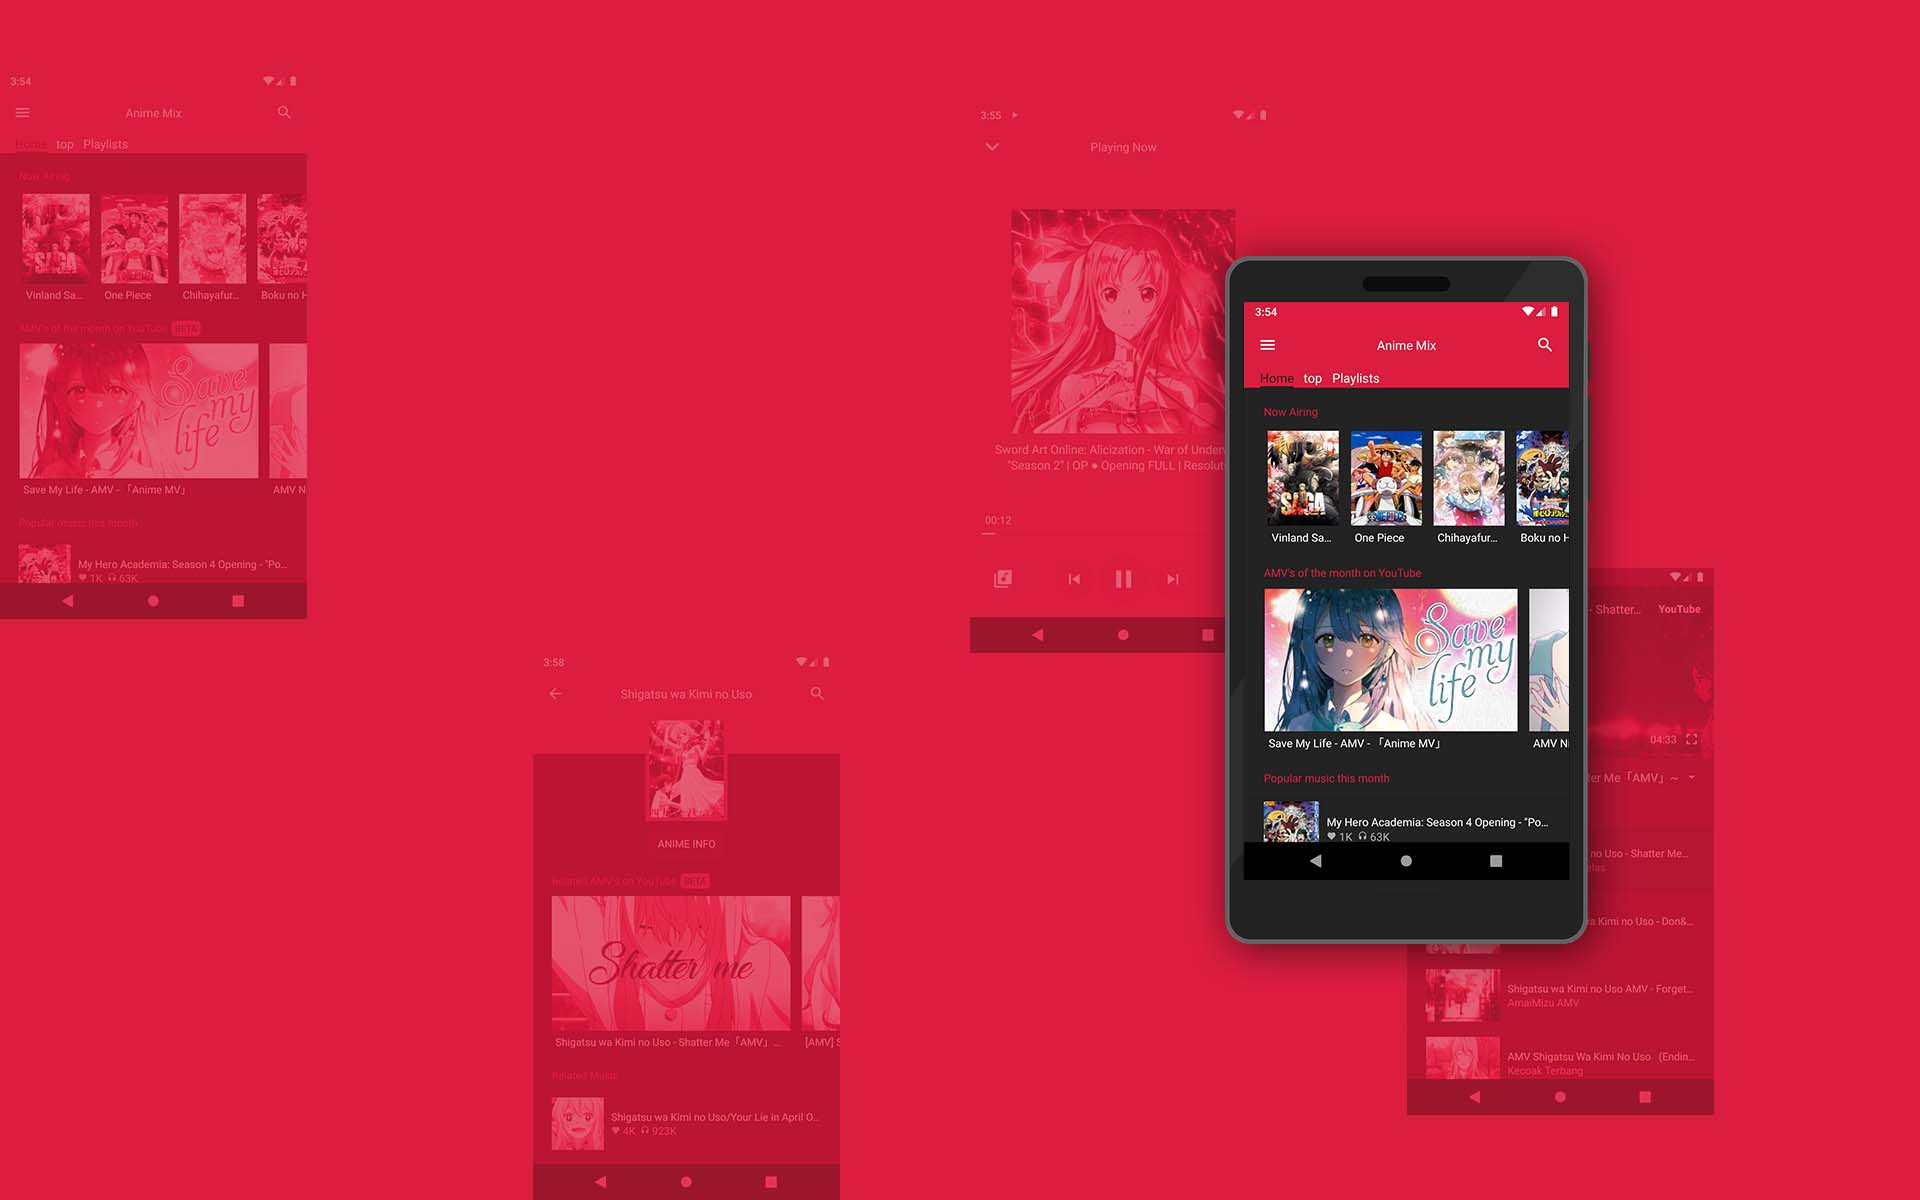 3:54
Anime Mix
Home top Playlists
Now Airing
SAGA
Vinland Sa...
One Piece
Chihayafur...
Boku no H
AMV's of the month on YouTube BETA
Save my life
Save My Life - AMV - 「Anime MV」
AMV N
Popular music this month
My Hero Academia: Season 4 Opening - "Po...
1K 63K
3:58
Shigatsu wa Kimi no Uso
ANIME INFO
Related AMV's on YouTube BETA
Shatter me
Shigatsu wa Kimi no Uso - Shatter Me「AMV」...
[AMV] S
Related Music
Shigatsu wa Kimi no Uso/Your Lie in April O...
4K 923K
3:55
Playing Now
Sword Art Online: Alicization - War of Underw
"Season 2" | OP ● Opening FULL | Resolut
00:12
3:54
Anime Mix
Home top Playlists
Now Airing
SAGA
Vinland Sa...
One Piece
Chihayafur...
Boku no H
AMV's of the month on YouTube
Save my life
Save My Life - AMV - 「Anime MV」
AMV N
Popular music this month
My Hero Academia: Season 4 Opening - "Po...
1K 63K
- Shatter... YouTube
04:33
ter Me「AMV」 ~
no Uso - Shatter Me...
elas
a Kimi no Uso - Don&...
Shigatsu wa Kimi no Uso AMV - Forget...
AmaiMizu AMV
AMV Shigatsu Wa Kimi No Uso (Endin...
Kecoak Terbang